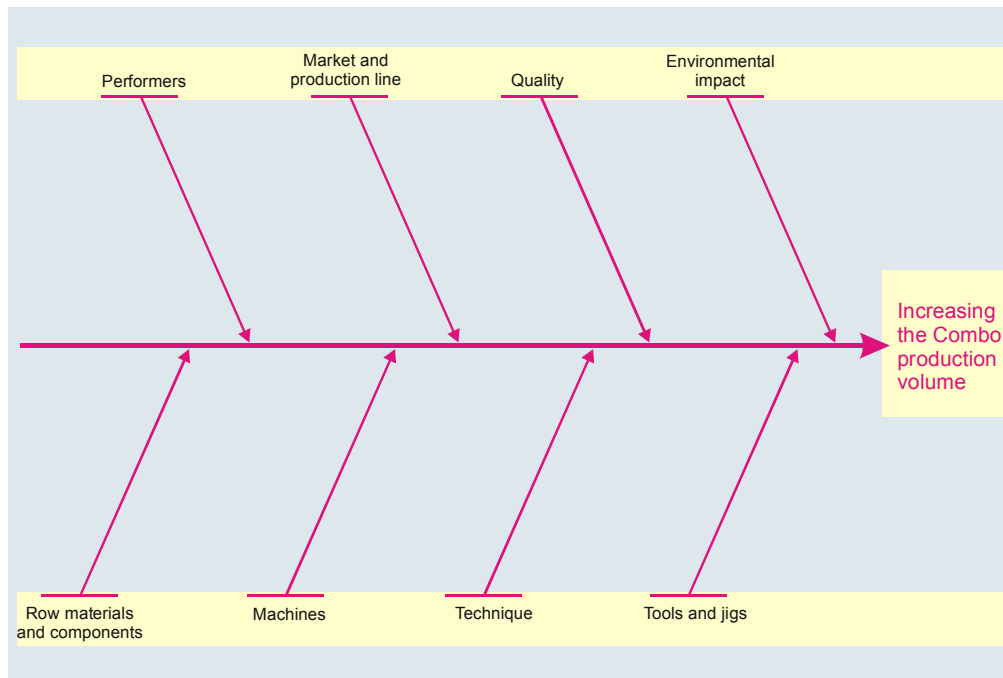 Performers
Market and
production line
Quality
Environmental
impact
Increasing
the Combo
production
volume
Row materials
and components
Machines
Technique
Tools and jigs